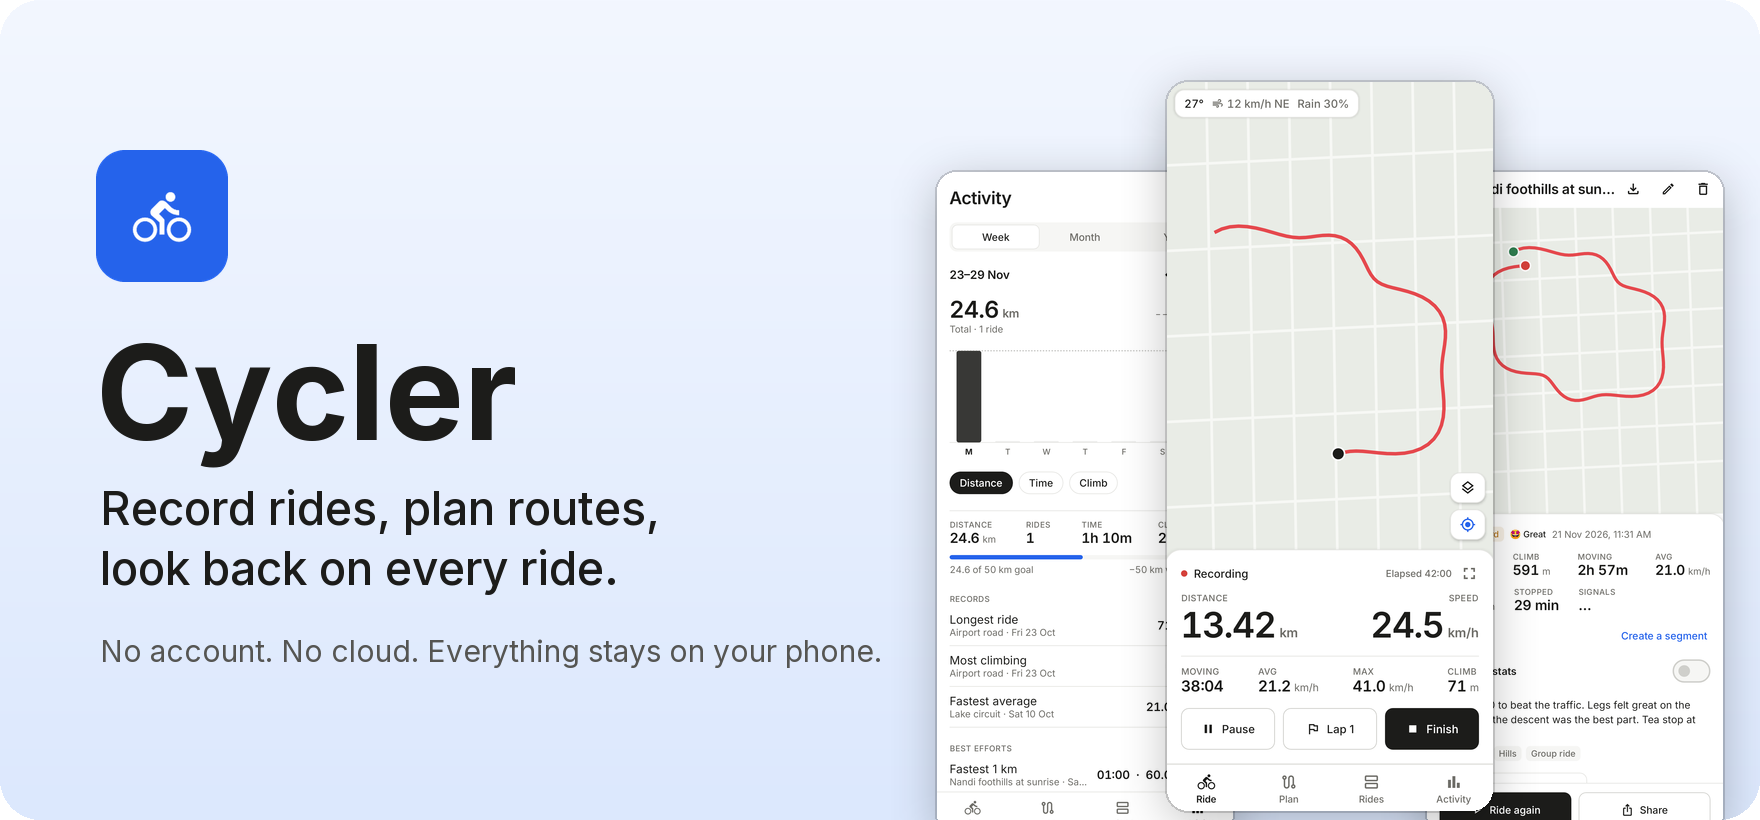 Cycler
Record rides, plan routes,
look back on every ride.
No account. No cloud. Everything stays on your phone.
Activity
Week Month
23–29 Nov
24.6 km
Total · 1 ride
M T W T F S
Distance Time Climb
DISTANCE RIDES TIME
24.6 km 1 1h 10m
24.6 of 50 km goal
RECORDS
Longest ride
Airport road · Fri 23 Oct
Most climbing
Airport road · Fri 23 Oct
Fastest average
Lake circuit · Sat 10 Oct
BEST EFFORTS
Fastest 1 km
Nandi foothills at sunrise · Sa...
01:00 · 60.0
27° 12 km/h NE Rain 30%
Recording Elapsed 42:00
DISTANCE SPEED
13.42 km 24.5 km/h
MOVING AVG MAX CLIMB
38:04 21.2 km/h 41.0 km/h 71 m
Pause Lap 1 Finish
Ride Plan Rides Activity
di foothills at sun...
Great 21 Nov 2026, 11:31 AM
CLIMB MOVING AVG
591 m 2h 57m 21.0 km/h
STOPPED SIGNALS
29 min ...
Create a segment
stats
to beat the traffic. Legs felt great on the
the descent was the best part. Tea stop at
Hills Group ride
Ride again Share